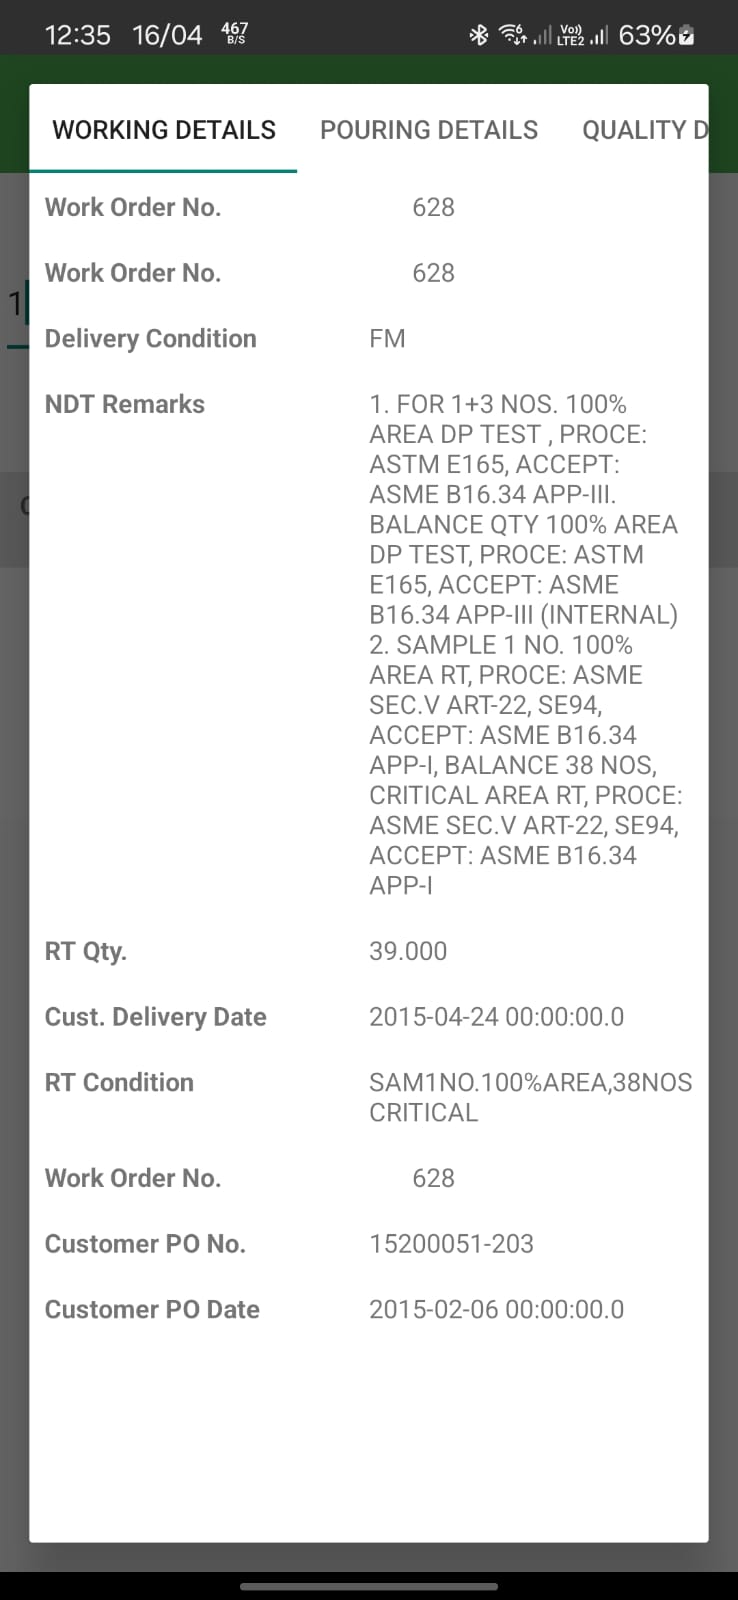 12:35 16/04 467 B/S Vo)) LTE2 63%
WORKING DETAILS POURING DETAILS QUALITY D
Work Order No. 628
Work Order No. 628
1
Delivery Condition FM
NDT Remarks 1. FOR 1+3 NOS. 100%
AREA DP TEST , PROCE:
ASTM E165, ACCEPT:
ASME B16.34 APP-III.
BALANCE QTY 100% AREA
DP TEST, PROCE: ASTM
E165, ACCEPT: ASME
B16.34 APP-III (INTERNAL)
2. SAMPLE 1 NO. 100%
AREA RT, PROCE: ASME
SEC.V ART-22, SE94,
ACCEPT: ASME B16.34
APP-I, BALANCE 38 NOS,
CRITICAL AREA RT, PROCE:
ASME SEC.V ART-22, SE94,
ACCEPT: ASME B16.34
APP-I
RT Qty. 39.000
Cust. Delivery Date 2015-04-24 00:00:00.0
RT Condition SAM1NO.100%AREA,38NOS
CRITICAL
Work Order No. 628
Customer PO No. 15200051-203
Customer PO Date 2015-02-06 00:00:00.0